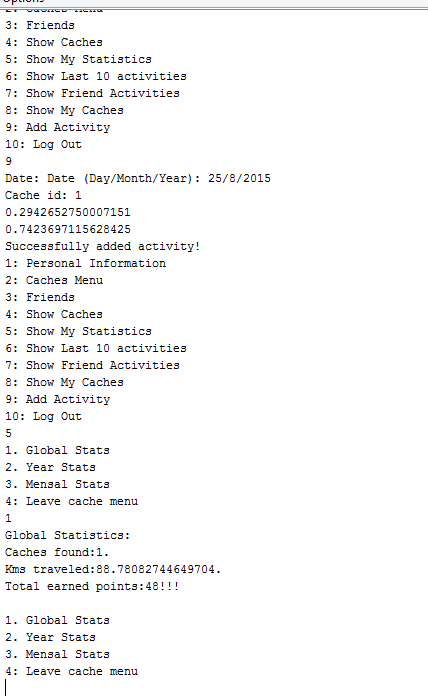 Options
2: Caches Menu
3: Friends
4: Show Caches
5: Show My Statistics
6: Show Last 10 activities
7: Show Friend Activities
8: Show My Caches
9: Add Activity
10: Log Out
9
Date: Date (Day/Month/Year): 25/8/2015
Cache id: 1
0.2942652750007151
0.7423697115628425
Successfully added activity!
1: Personal Information
2: Caches Menu
3: Friends
4: Show Caches
5: Show My Statistics
6: Show Last 10 activities
7: Show Friend Activities
8: Show My Caches
9: Add Activity
10: Log Out
5
1. Global Stats
2. Year Stats
3. Mensal Stats
4: Leave cache menu
1
Global Statistics:
Caches found:1.
Kms traveled:88.78082744649704.
Total earned points:48!!!
1. Global Stats
2. Year Stats
3. Mensal Stats
4: Leave cache menu